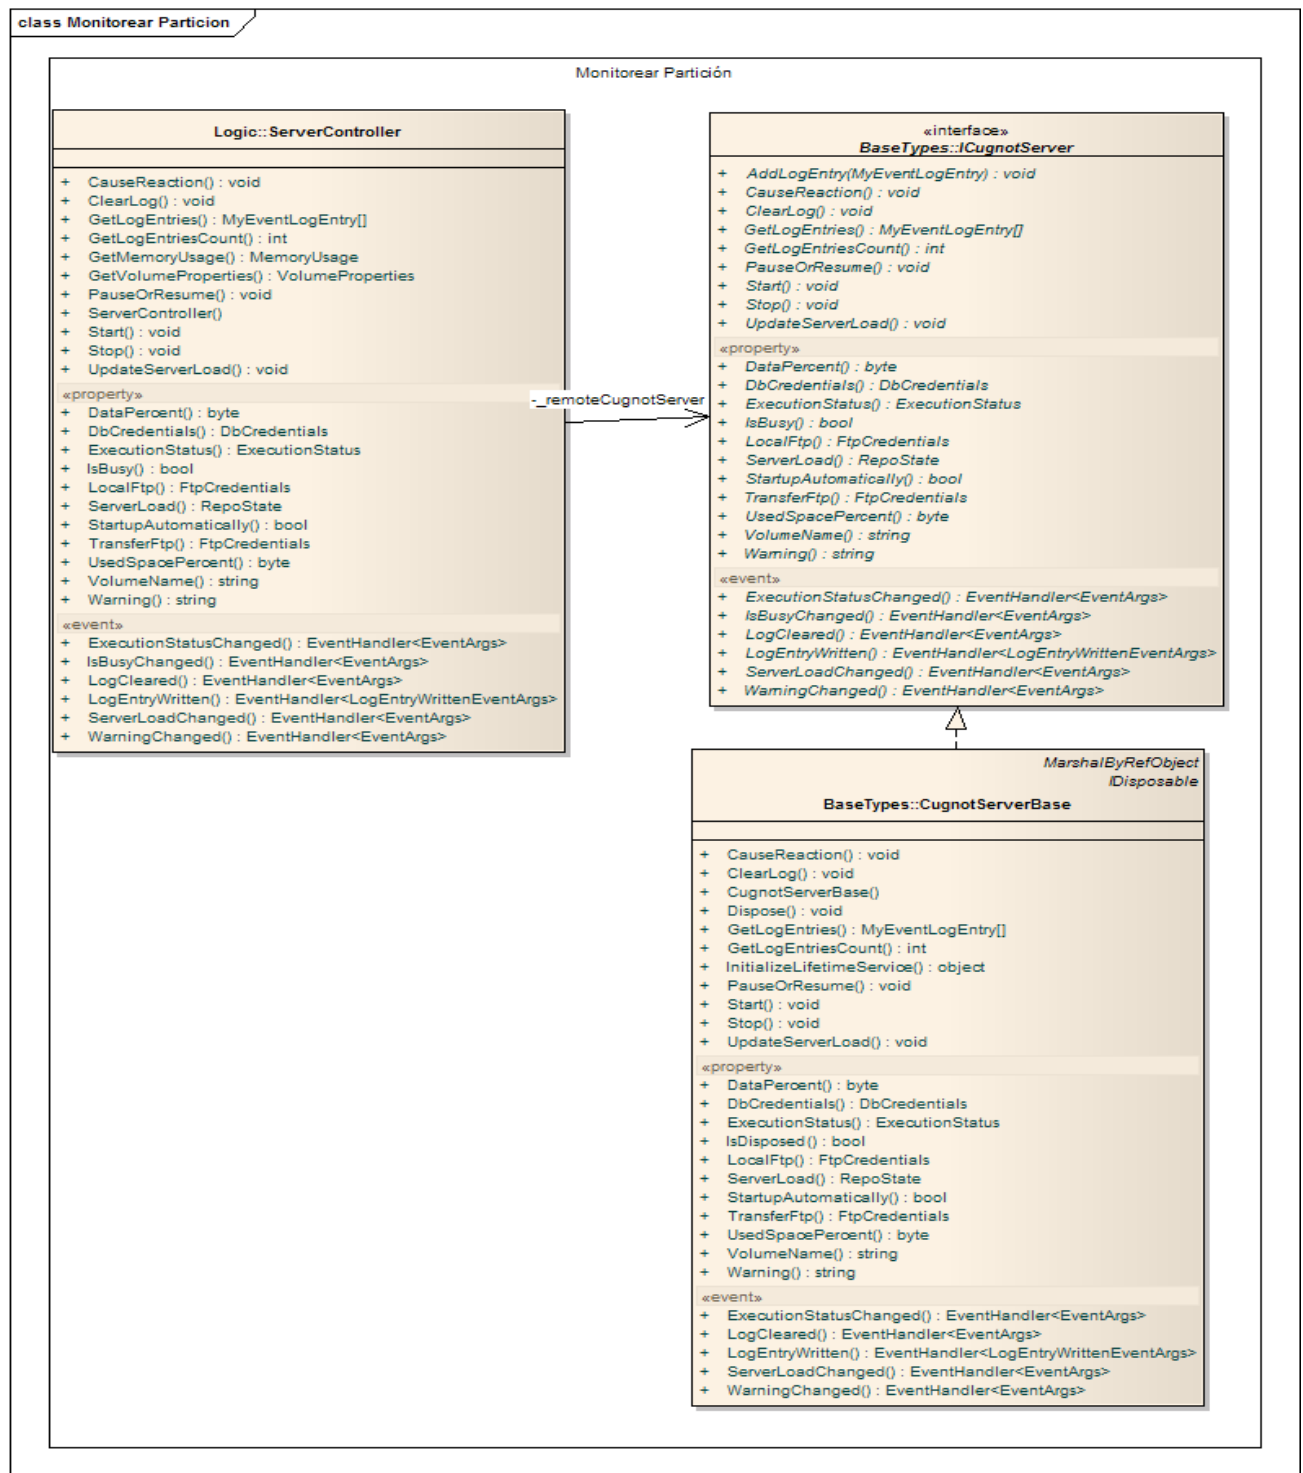 class Monitorear Particion
Monitorear Partición
Logic::ServerController
+ CauseReaction() : void
+ ClearLog() : void
+ GetLogEntries() : MyEventLogEntry[]
+ GetLogEntriesCount() : int
+ GetMemoryUsage() : MemoryUsage
+ GetVolumeProperties() : VolumeProperties
+ PauseOrResume() : void
+ ServerController()
+ Start() : void
+ Stop() : void
+ UpdateServerLoad() : void
«property»
+ DataPercent() : byte
+ DbCredentials() : DbCredentials
+ ExecutionStatus() : ExecutionStatus
+ IsBusy() : bool
+ LocalFtp() : FtpCredentials
+ ServerLoad() : RepoState
+ StartupAutomatically() : bool
+ TransferFtp() : FtpCredentials
+ UsedSpacePercent() : byte
+ VolumeName() : string
+ Warning() : string
«event»
+ ExecutionStatusChanged() : EventHandler<EventArgs>
+ IsBusyChanged() : EventHandler<EventArgs>
+ LogCleared() : EventHandler<EventArgs>
+ LogEntryWritten() : EventHandler<LogEntryWrittenEventArgs>
+ ServerLoadChanged() : EventHandler<EventArgs>
+ WarningChanged() : EventHandler<EventArgs>
-_remoteCugnotServer
«interface»
BaseTypes::ICugnotServer
+ AddLogEntry(MyEventLogEntry) : void
+ CauseReaction() : void
+ ClearLog() : void
+ GetLogEntries() : MyEventLogEntry[]
+ GetLogEntriesCount() : int
+ PauseOrResume() : void
+ Start() : void
+ Stop() : void
+ UpdateServerLoad() : void
«property»
+ DataPercent() : byte
+ DbCredentials() : DbCredentials
+ ExecutionStatus() : ExecutionStatus
+ IsBusy() : bool
+ LocalFtp() : FtpCredentials
+ ServerLoad() : RepoState
+ StartupAutomatically() : bool
+ TransferFtp() : FtpCredentials
+ UsedSpacePercent() : byte
+ VolumeName() : string
+ Warning() : string
«event»
+ ExecutionStatusChanged() : EventHandler<EventArgs>
+ IsBusyChanged() : EventHandler<EventArgs>
+ LogCleared() : EventHandler<EventArgs>
+ LogEntryWritten() : EventHandler<LogEntryWrittenEventArgs>
+ ServerLoadChanged() : EventHandler<EventArgs>
+ WarningChanged() : EventHandler<EventArgs>
MarshalByRefObject
IDisposable
BaseTypes::CugnotServerBase
+ CauseReaction() : void
+ ClearLog() : void
+ CugnotServerBase()
+ Dispose() : void
+ GetLogEntries() : MyEventLogEntry[]
+ GetLogEntriesCount() : int
+ InitializeLifetimeService() : object
+ PauseOrResume() : void
+ Start() : void
+ Stop() : void
+ UpdateServerLoad() : void
«property»
+ DataPercent() : byte
+ DbCredentials() : DbCredentials
+ ExecutionStatus() : ExecutionStatus
+ IsDisposed() : bool
+ LocalFtp() : FtpCredentials
+ ServerLoad() : RepoState
+ StartupAutomatically() : bool
+ TransferFtp() : FtpCredentials
+ UsedSpacePercent() : byte
+ VolumeName() : string
+ Warning() : string
«event»
+ ExecutionStatusChanged() : EventHandler<EventArgs>
+ LogCleared() : EventHandler<EventArgs>
+ LogEntryWritten() : EventHandler<LogEntryWrittenEventArgs>
+ ServerLoadChanged() : EventHandler<EventArgs>
+ WarningChanged() : EventHandler<EventArgs>